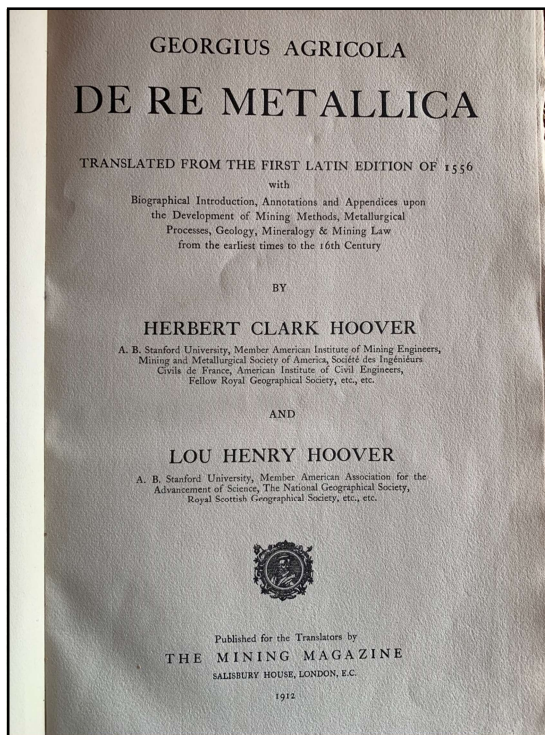 GEORGIUS AGRICOLA
DE RE METALLICA
TRANSLATED FROM THE FIRST LATIN EDITION OF 1556
with
Biographical Introduction, Annotations and Appendices upon
the Development of Mining Methods, Metallurgical
Processes, Geology, Mineralogy & Mining Law
from the earliest times to the 16th Century
BY
HERBERT CLARK HOOVER
A. B. Stanford University, Member American Institute of Mining Engineers,
Mining and Metallurgical Society of America, Société des Ingéniéurs
Civils de France, American Institute of Civil Engineers,
Fellow Royal Geographical Society, etc., etc.
AND
LOU HENRY HOOVER
A. B. Stanford University, Member American Association for the
Advancement of Science, The National Geographical Society,
Royal Scottish Geographical Society, etc., etc.
Published for the Translators by
THE MINING MAGAZINE
SALISBURY HOUSE, LONDON, E.C.
1912